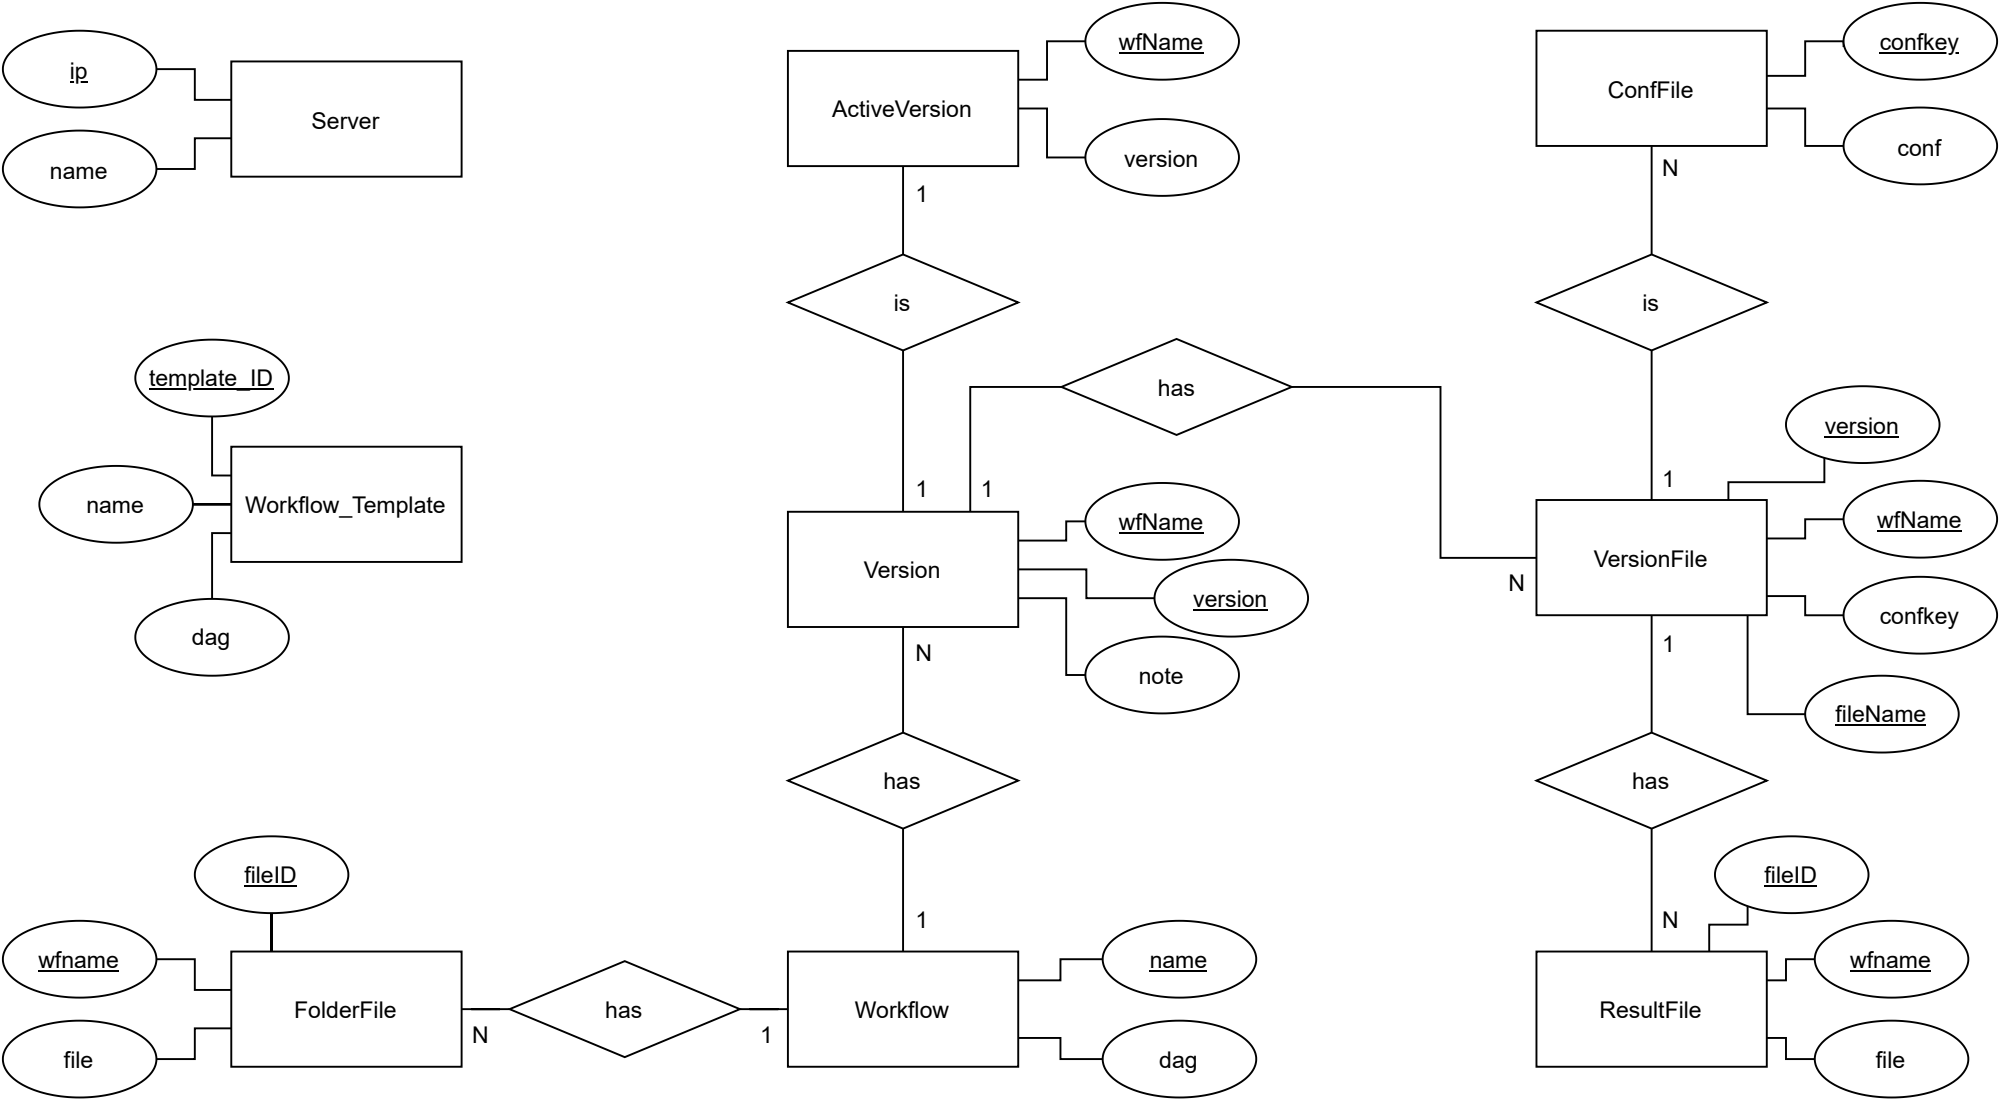 wfName
confkey
ip
ConfFile
ActiveVersion
Server
conf
version
name
N
1
is
is
template_ID
has
version
1
1
1
Workflow_Template
name
wfName
wfName
VersionFile
Version
N
version
confkey
dag
1
N
note
fileName
has
has
fileID
fileID
1
N
wfname
name
wfname
FolderFile
has
Workflow
ResultFile
N
1
file
dag
file